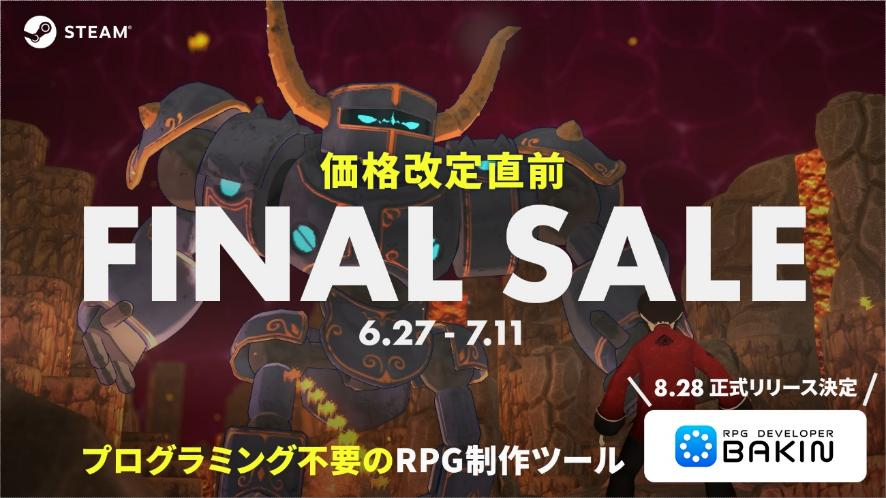 STEAM®
価格改定直前
FINAL SALE
6.27 - 7.11
8.28 正式リリース決定
プログラミング不要のRPG制作ツール
RPG DEVELOPER
BAKIN